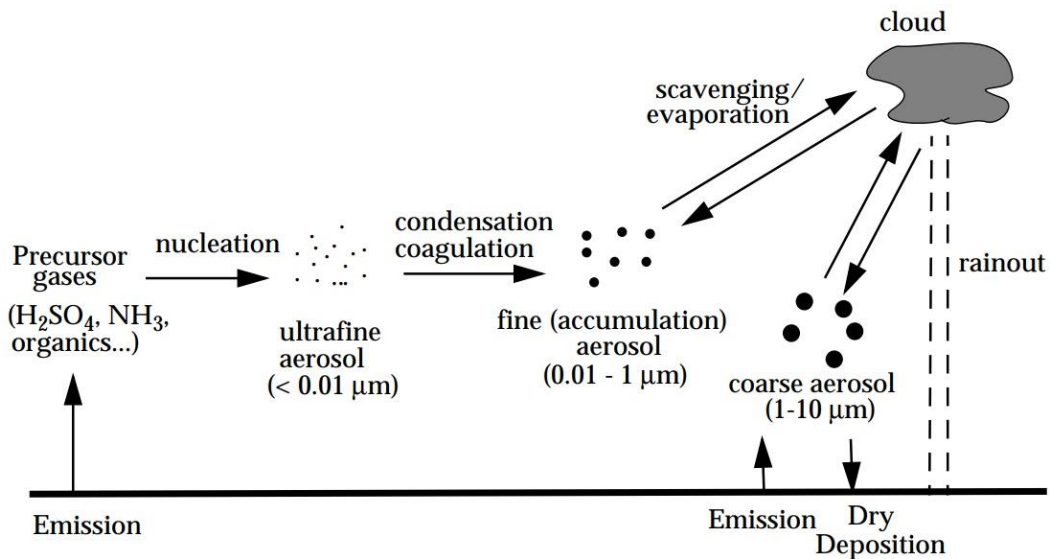 cloud
scavenging/
evaporation
condensation
coagulation
nucleation
Precursor
gases
(H₂SO₄, NH₃,
organics...)
ultrafine
aerosol
(< 0.01 μm)
fine (accumulation)
aerosol
(0.01 - 1 μm)
rainout
coarse aerosol
(1-10 μm)
Emission
Emission
Dry
Deposition